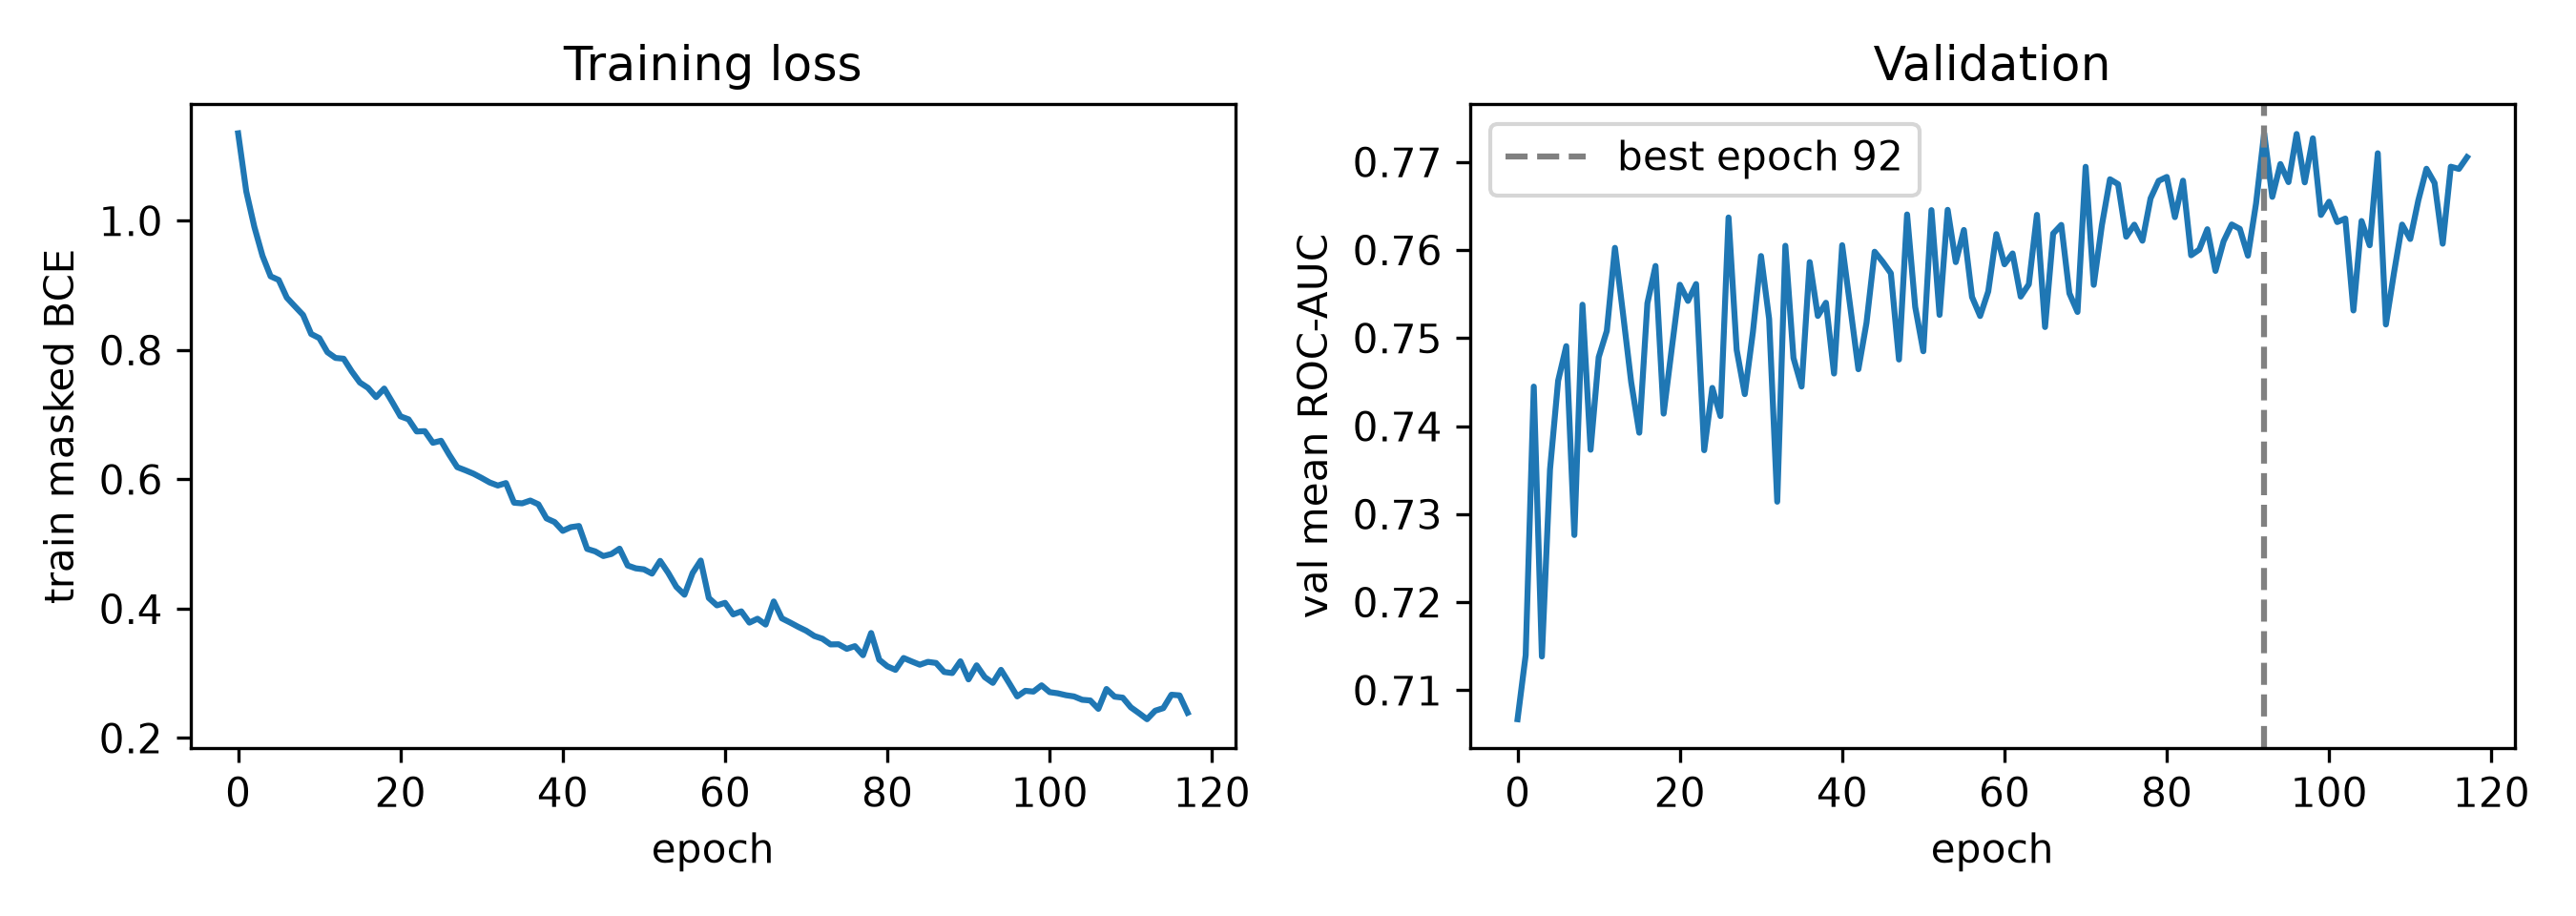 Training loss
train masked BCE
1.0
0.8
0.6
0.4
0.2
0 20 40 60 80 100 120
epoch
Validation
best epoch 92
val mean ROC-AUC
0.77
0.76
0.75
0.74
0.73
0.72
0.71
0 20 40 60 80 100 120
epoch